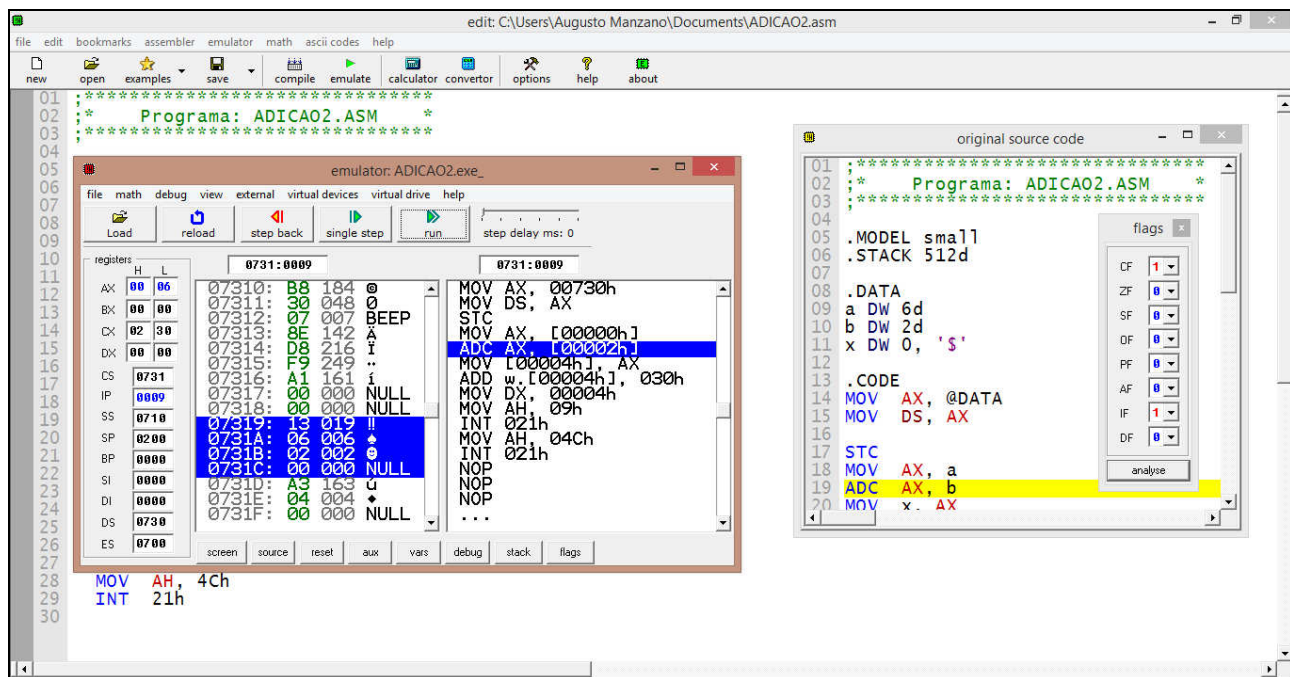 edit: C:\Users\Augusto Manzano\Documents\ADICAO2.asm
file edit bookmarks assembler emulator math ascii codes help
new open examples save compile emulate calculator convertor options help about
01 ;*******************************
02 ;*     Programa: ADICAO2.ASM    *
03 ;*******************************
04
05
06
07
08
09
10
11
12
13
14
15
16
17
18
19
20
21
22
23
24
25
26
27
28 MOV AH, 4Ch
29 INT 21h
30
emulator: ADICAO2.exe_
file math debug view external virtual devices virtual drive help
Load reload step back single step run step delay ms: 0
registers
H L
AX 00 06
BX 00 00
CX 02 30
DX 00 00
CS 0731
IP 0009
SS 0710
SP 0200
BP 0000
SI 0000
DI 0000
DS 0730
ES 0700
0731:0009
07310: B8 184
07311: 30 048 0
07312: 07 007 BEEP
07313: 8E 142 Ä
07314: D8 216 Ï
07315: F9 249 ¨
07316: A1 161 í
07317: 00 000 NULL
07318: 00 000 NULL
07319: 13 019 ‼
0731A: 06 006 ♠
0731B: 02 002 ☻
0731C: 00 000 NULL
0731D: A3 163 ú
0731E: 04 004 ♦
0731F: 00 000 NULL
0731:0009
MOV AX, 00730h
MOV DS, AX
STC
MOV AX, [00000h]
ADC AX, [00002h]
MOV [00004h], AX
ADD w.[00004h], 030h
MOV DX, 00004h
MOV AH, 09h
INT 021h
MOV AH, 04Ch
INT 021h
NOP
NOP
NOP
...
screen source reset aux vars debug stack flags
original source code
01 ;*******************************
02 ;*     Programa: ADICAO2.ASM    *
03 ;*******************************
04
05 .MODEL small
06 .STACK 512d
07
08 .DATA
09 a DW 6d
10 b DW 2d
11 x DW 0, '$'
12
13 .CODE
14 MOV AX, @DATA
15 MOV DS, AX
16
17 STC
18 MOV AX, a
19 ADC AX, b
20 MOV x, AX
flags
CF 1
ZF 0
SF 0
OF 0
PF 0
AF 0
IF 1
DF 0
analyse